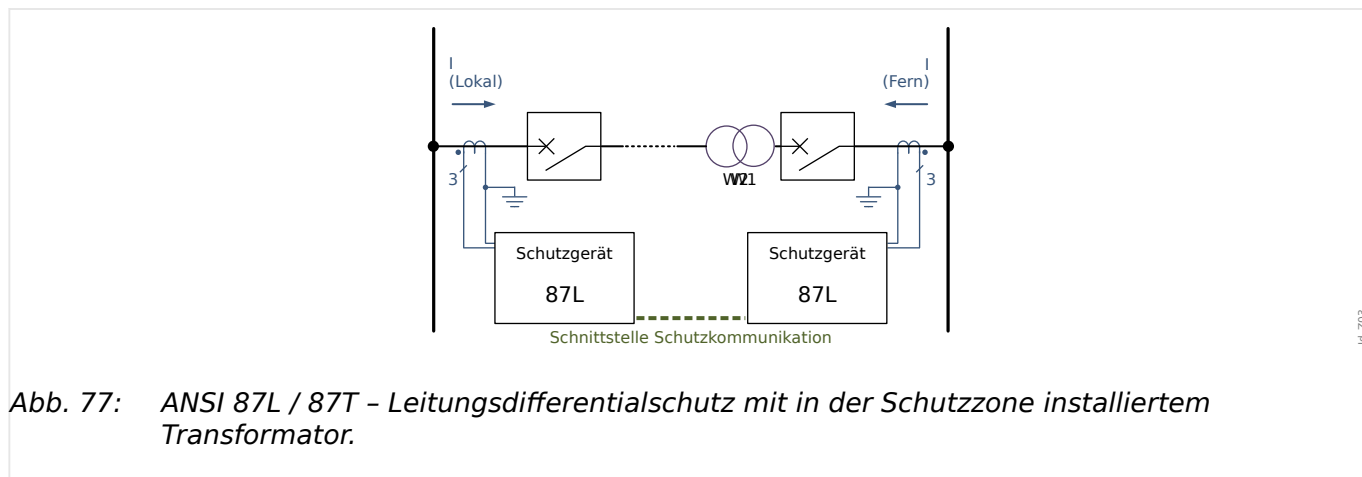 I
(Lokal)
I
(Fern)
3
3
W1
Schutzgerät
87L
Schutzgerät
87L
Schnittstelle Schutzkommunikation
Abb. 77: ANSI 87L / 87T – Leitungsdifferentialschutz mit in der Schutzzone installiertem
Transformator.